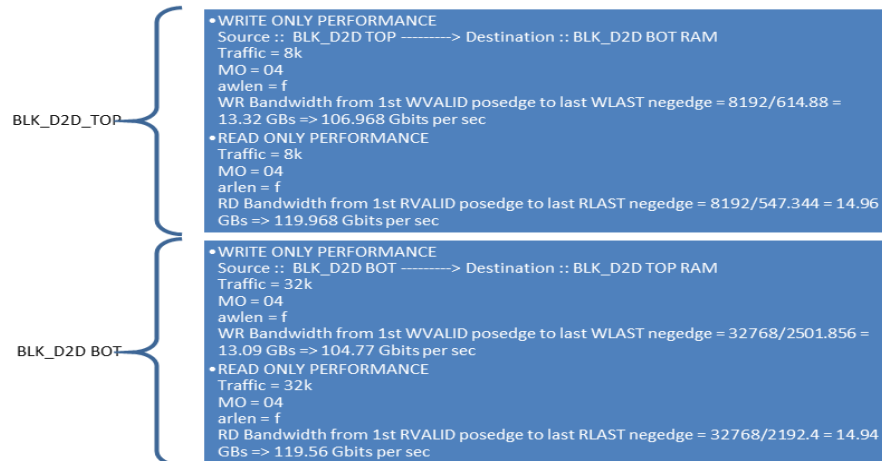 BLK_D2D_TOP
•WRITE ONLY PERFORMANCE
Source :: BLK_D2D TOP ---------> Destination :: BLK_D2D BOT RAM
Traffic = 8k
MO = 04
awlen = f
WR Bandwidth from 1st WVALID posedge to last WLAST negedge = 8192/614.88 =
13.32 GBs => 106.968 Gbits per sec
•READ ONLY PERFORMANCE
Traffic = 8k
MO = 04
arlen = f
RD Bandwidth from 1st RVALID posedge to last RLAST negedge = 8192/547.344 = 14.96
GBs => 119.968 Gbits per sec
BLK_D2D BOT
•WRITE ONLY PERFORMANCE
Source :: BLK_D2D BOT ---------> Destination :: BLK_D2D TOP RAM
Traffic = 32k
MO = 04
awlen = f
WR Bandwidth from 1st WVALID posedge to last WLAST negedge = 32768/2501.856 =
13.09 GBs => 104.77 Gbits per sec
•READ ONLY PERFORMANCE
Traffic = 32k
MO = 04
arlen = f
RD Bandwidth from 1st RVALID posedge to last RLAST negedge = 32768/2192.4 = 14.94
GBs => 119.56 Gbits per sec